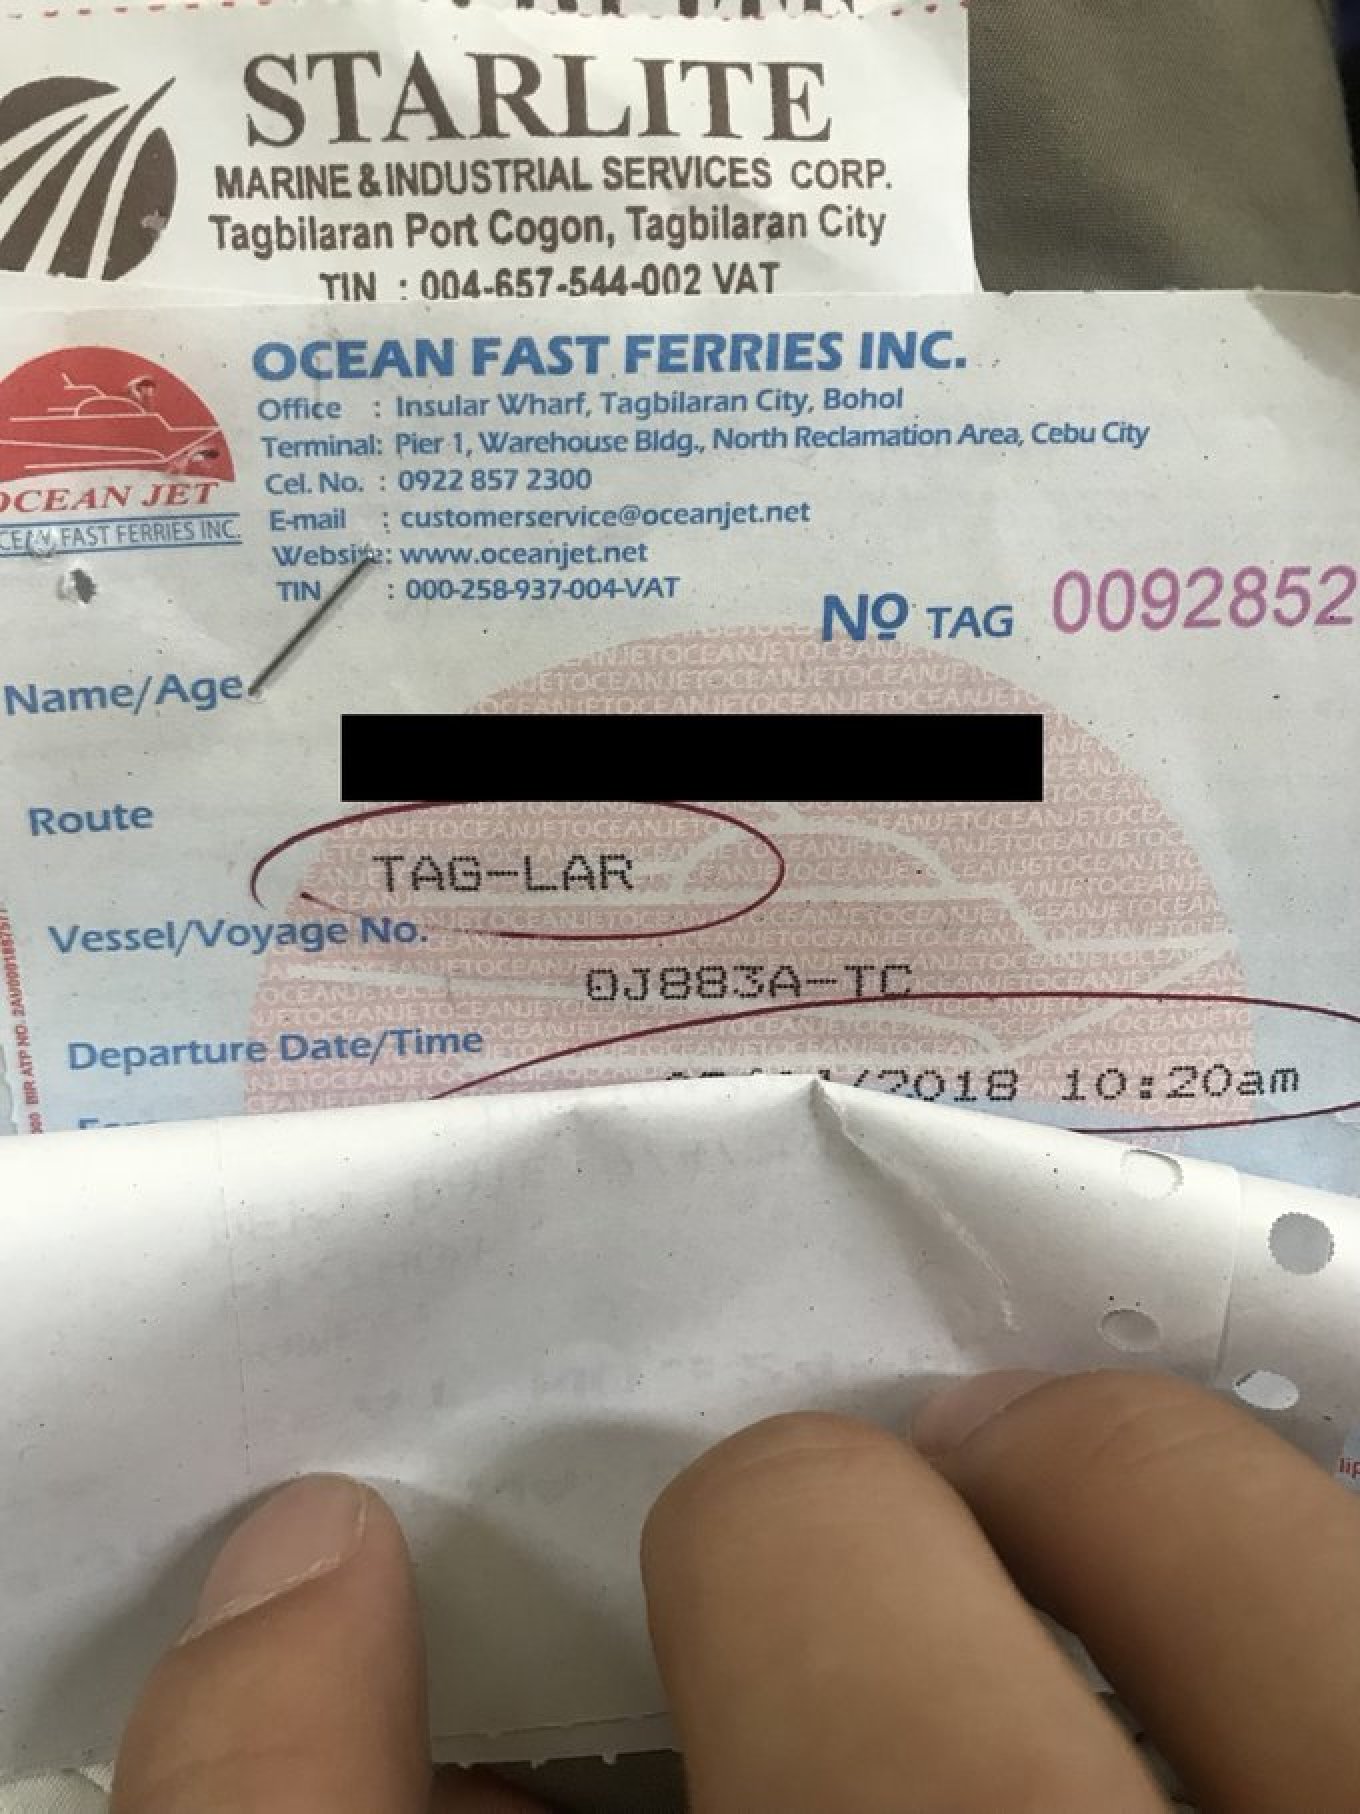 STARLITE
MARINE & INDUSTRIAL SERVICES CORP.
Tagbilaran Port Cogon, Tagbilaran City
TIN : 004-657-544-002 VAT
OCEAN FAST FERRIES INC.
Office : Insular Wharf, Tagbilaran City, Bohol
Terminal: Pier 1, Warehouse Bldg., North Reclamation Area, Cebu City
Cel. No. : 0922 857 2300
E-mail : customerservice@oceanjet.net
Website: www.oceanjet.net
TIN : 000-258-937-004-VAT
OCEAN JET
FAST FERRIES INC.
Nº TAG 0092852
Name/Age
Route
TAG-LAR
Vessel/Voyage No.
OJ883A-TC
Departure Date/Time
/2018 10:20am
BIR ATP NO.